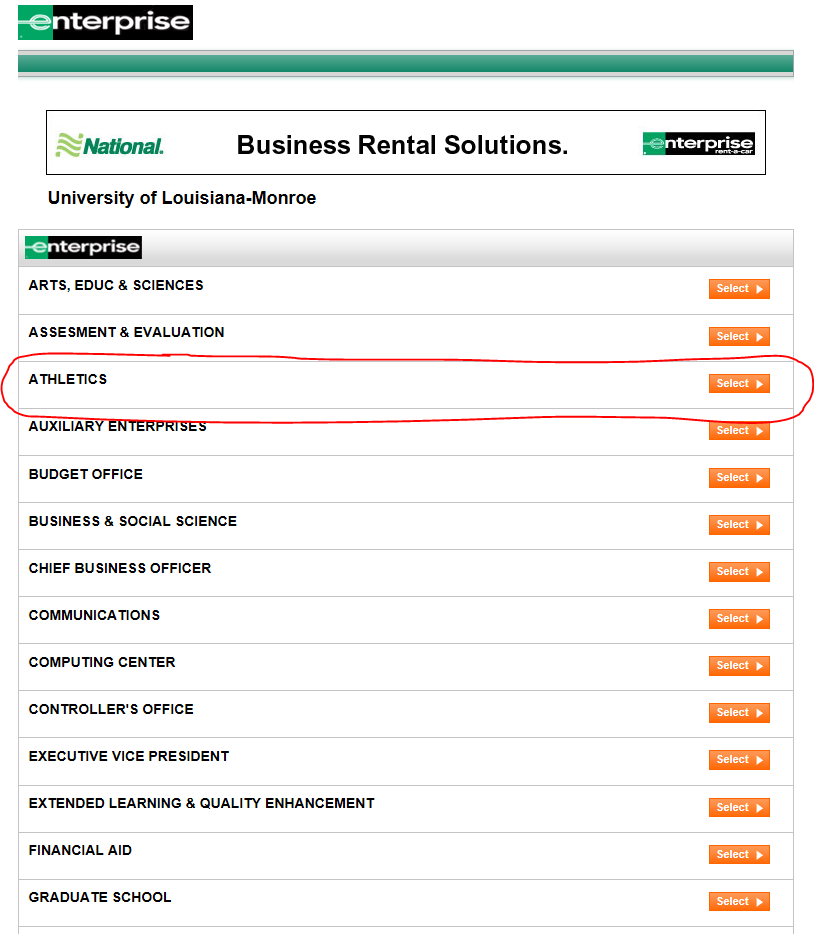 enterprise
National.
Business Rental Solutions.
enterprise
rent-a-car
University of Louisiana-Monroe
enterprise
ARTS, EDUC & SCIENCES
Select
ASSESMENT & EVALUATION
Select
ATHLETICS
Select
AUXILIARY ENTERPRISES
Select
BUDGET OFFICE
Select
BUSINESS & SOCIAL SCIENCE
Select
CHIEF BUSINESS OFFICER
Select
COMMUNICATIONS
Select
COMPUTING CENTER
Select
CONTROLLER'S OFFICE
Select
EXECUTIVE VICE PRESIDENT
Select
EXTENDED LEARNING & QUALITY ENHANCEMENT
Select
FINANCIAL AID
Select
GRADUATE SCHOOL
Select